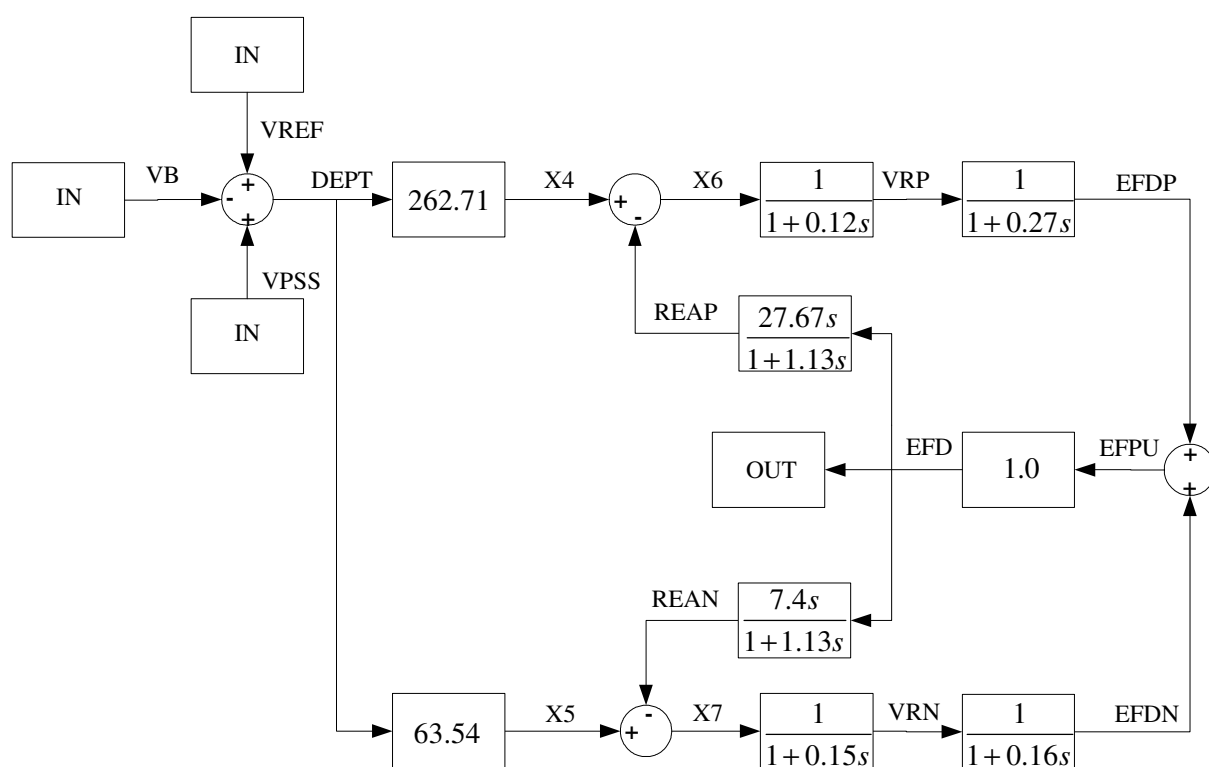 IN
VREF
IN
VB
+
-
+
DEPT
VPSS
IN
262.71
X4
+
-
X6
1
1+0.12s
VRP
1
1+0.27s
EFDP
REAP
27.67s
1+1.13s
OUT
EFD
1.0
EFPU
+
+
REAN
7.4s
1+1.13s
63.54
X5
-
+
X7
1
1+0.15s
VRN
1
1+0.16s
EFDN